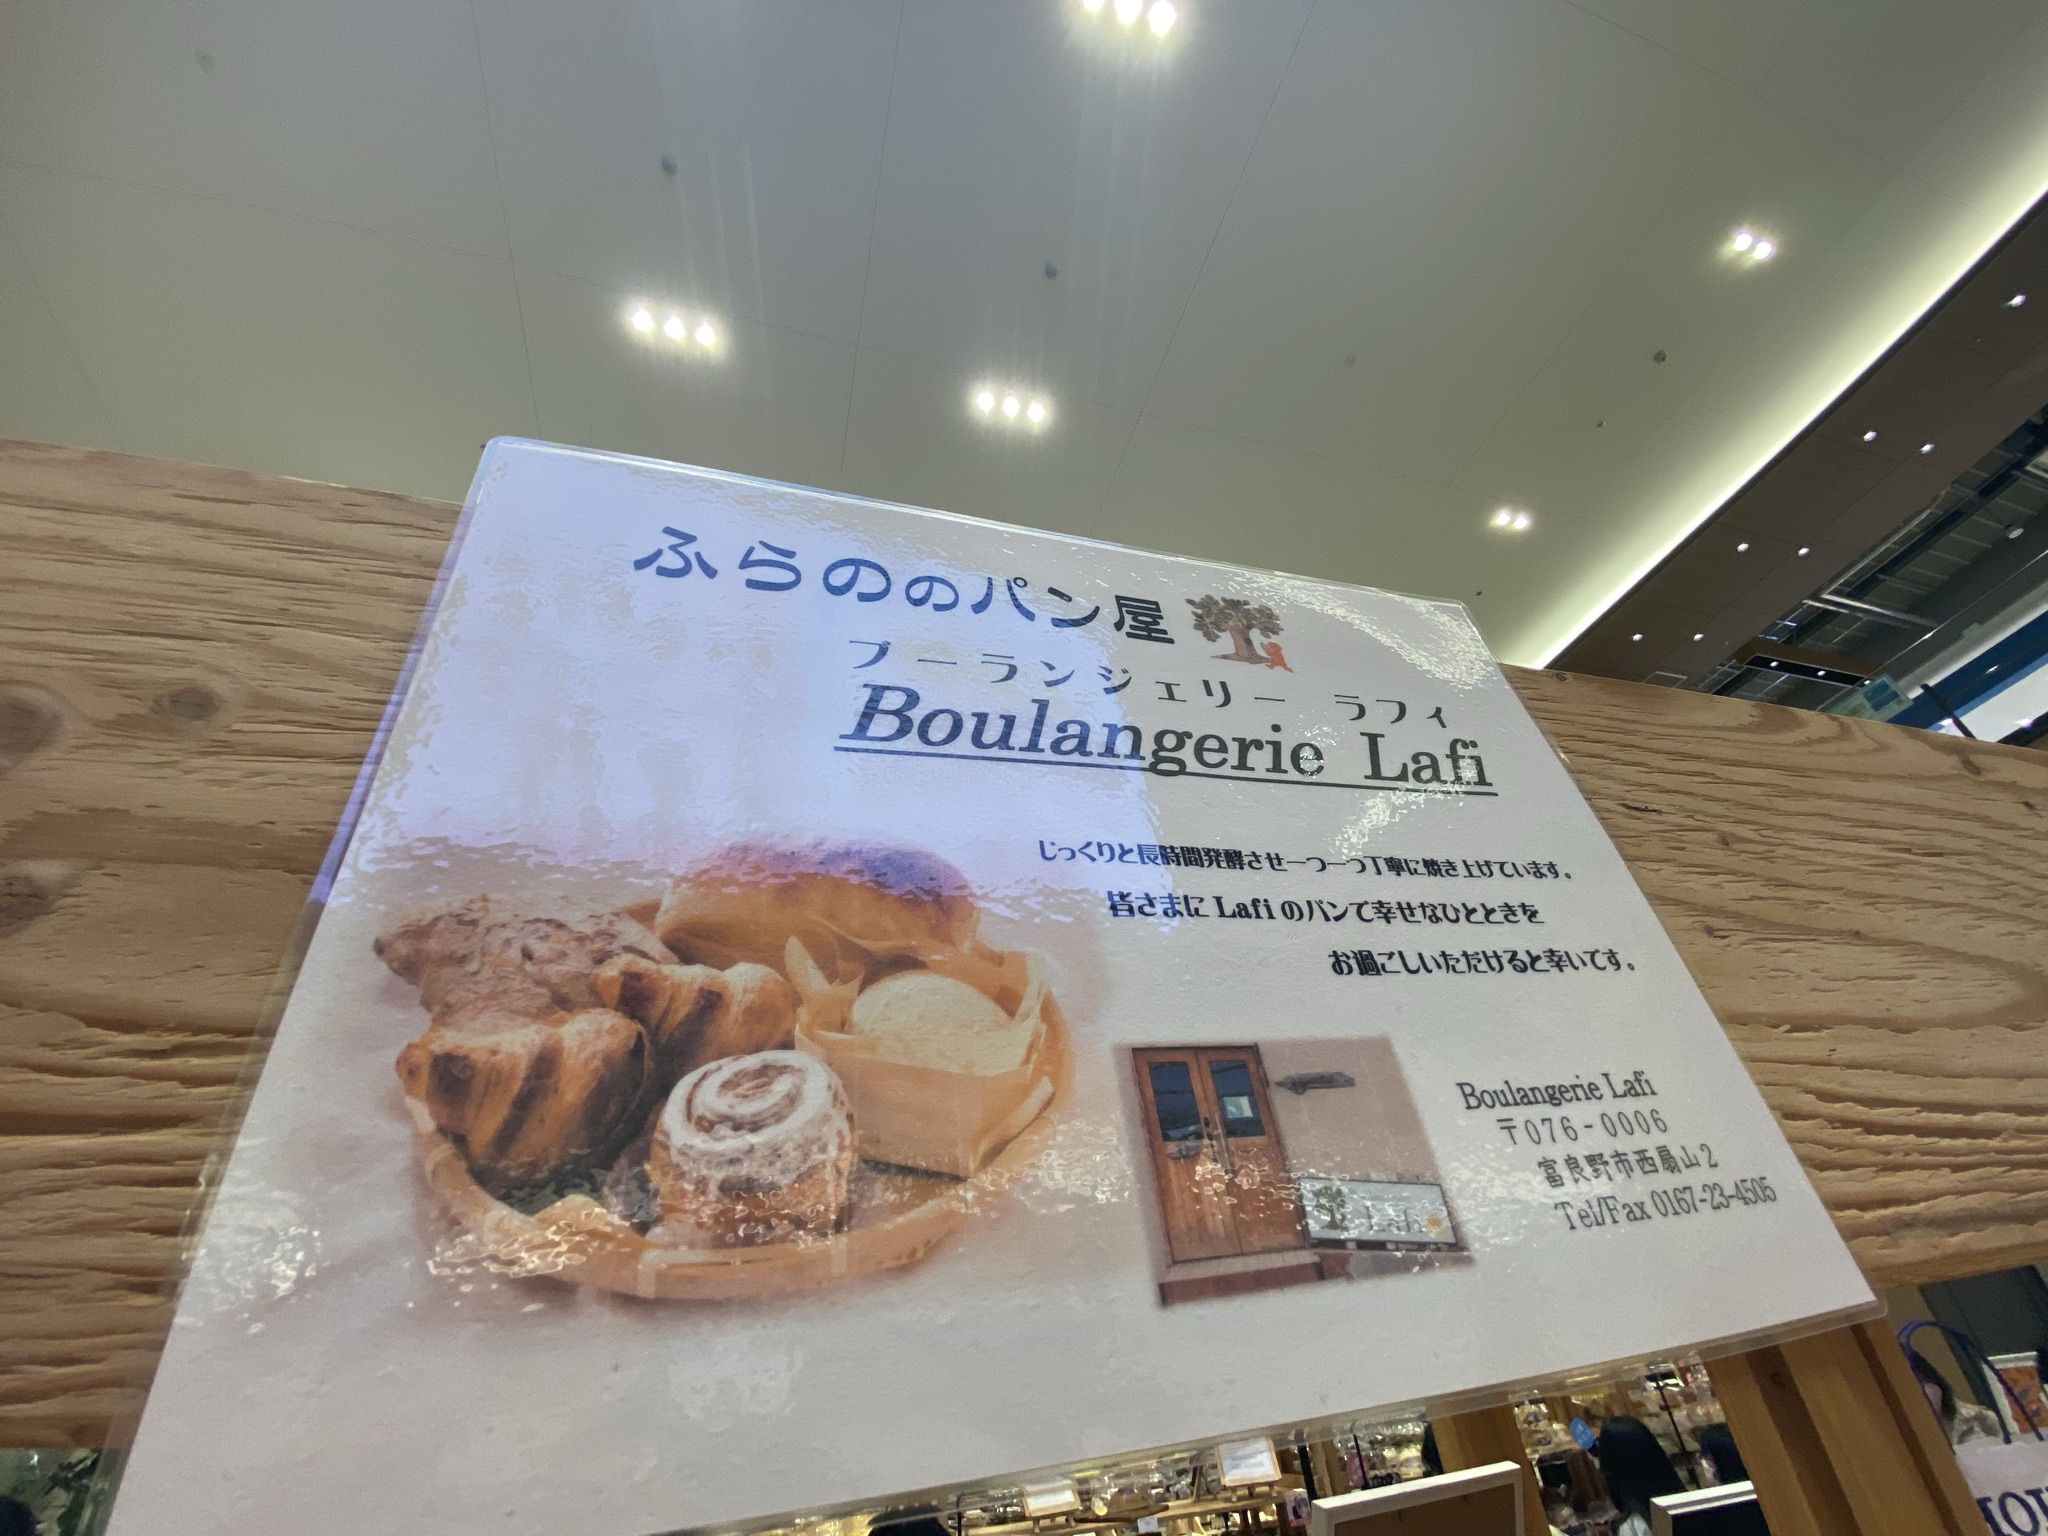 ふらののパン屋
ブーランジェリー ラフィ
Boulangerie Lafi
じっくりと長時間発酵させ一つ一つ丁寧に焼き上げています。
皆さまに Lafi のパンで幸せなひとときを
お過ごしいただけると幸いです。
Boulangerie Lafi
〒076-0006
富良野市西扇山2
Tel/Fax 0167-23-4505
Lafi